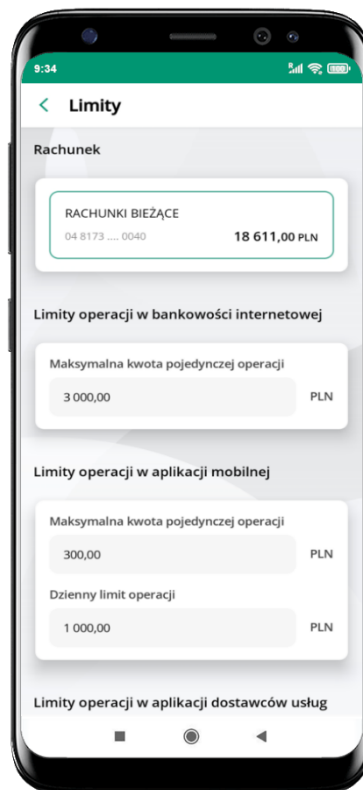 9:34
100
Limity
Rachunek
RACHUNKI BIEŻĄCE
04 8173 .... 0040 18 611,00 PLN
Limity operacji w bankowości internetowej
Maksymalna kwota pojedynczej operacji
3 000,00 PLN
Limity operacji w aplikacji mobilnej
Maksymalna kwota pojedynczej operacji
300,00 PLN
Dzienny limit operacji
1 000,00 PLN
Limity operacji w aplikacji dostawców usług